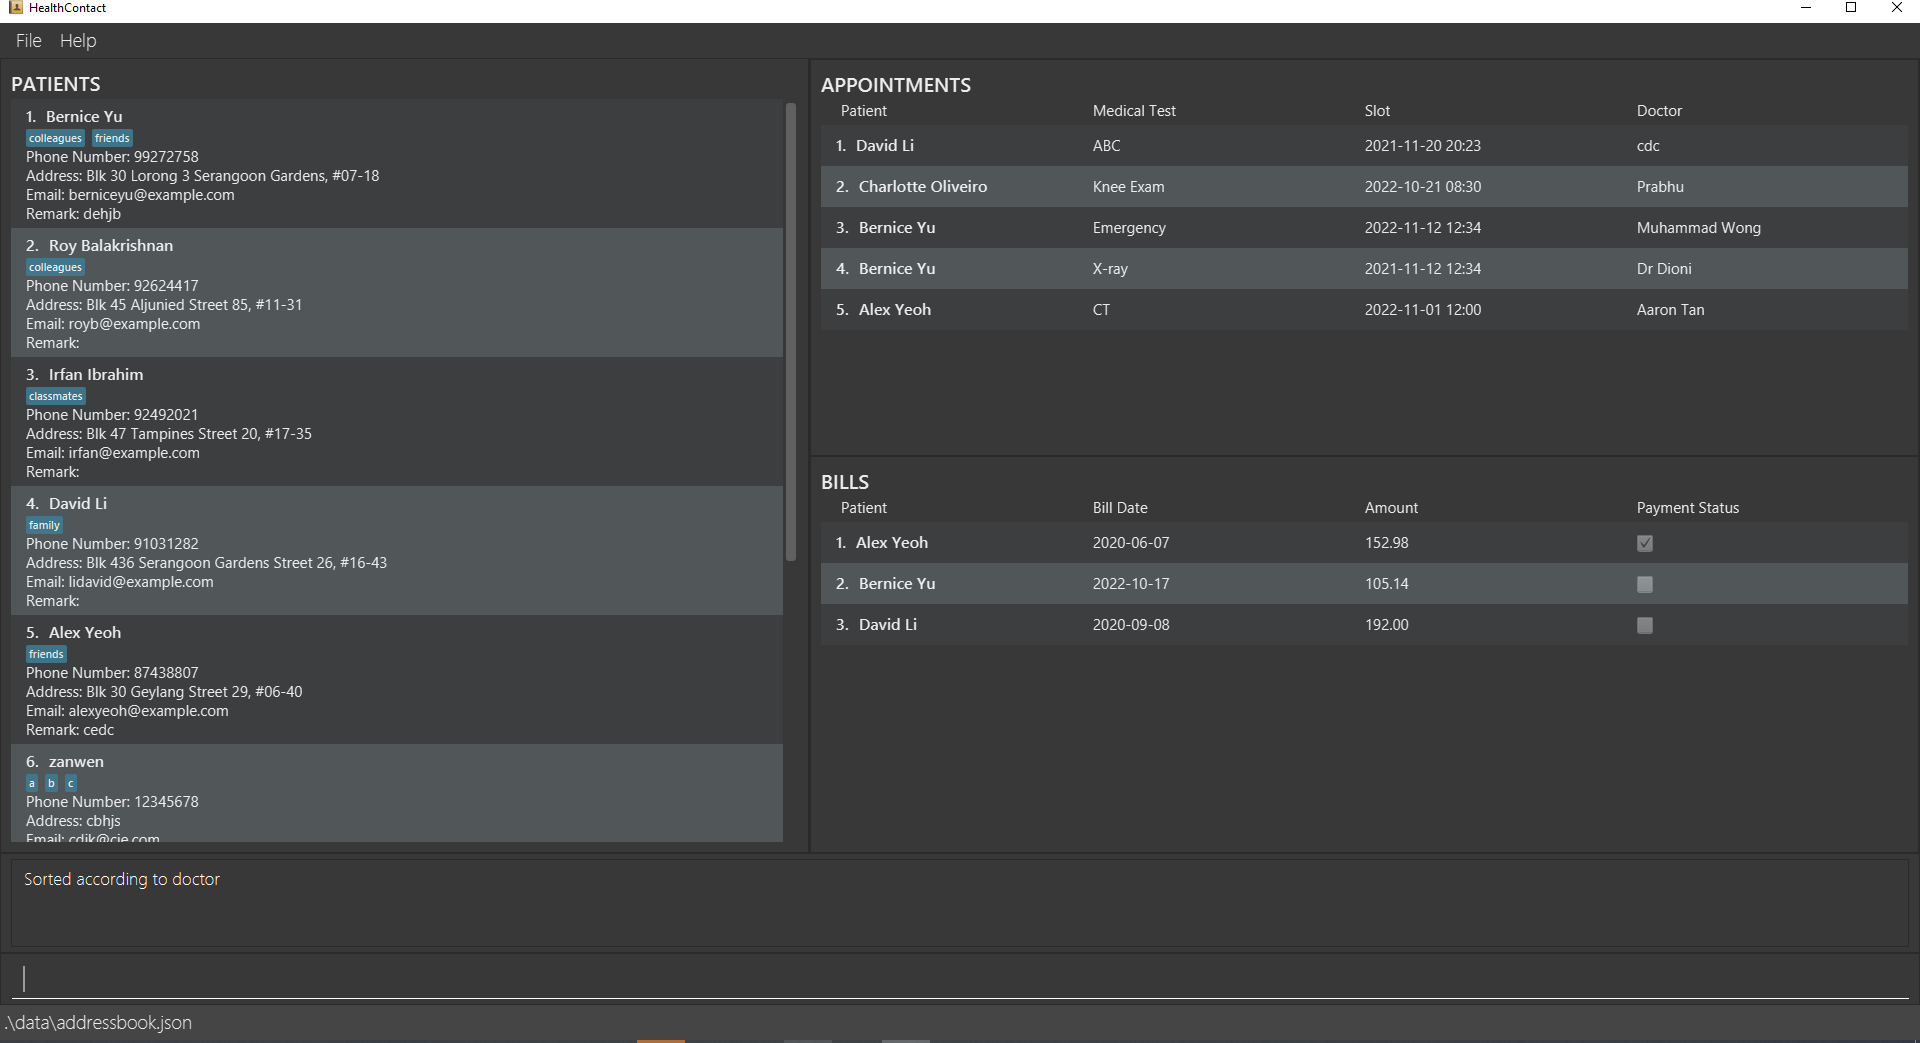 HealthContact
File Help
PATIENTS
1. Bernice Yu
colleagues friends
Phone Number: 99272758
Address: Blk 30 Lorong 3 Serangoon Gardens, #07-18
Email: berniceyu@example.com
Remark: dehjb
2. Roy Balakrishnan
colleagues
Phone Number: 92624417
Address: Blk 45 Aljunied Street 85, #11-31
Email: royb@example.com
Remark:
3. Irfan Ibrahim
classmates
Phone Number: 92492021
Address: Blk 47 Tampines Street 20, #17-35
Email: irfan@example.com
Remark:
4. David Li
family
Phone Number: 91031282
Address: Blk 436 Serangoon Gardens Street 26, #16-43
Email: lidavid@example.com
Remark:
5. Alex Yeoh
friends
Phone Number: 87438807
Address: Blk 30 Geylang Street 29, #06-40
Email: alexyeoh@example.com
Remark: cedc
6. zanwen
a b c
Phone Number: 12345678
Address: cbhjs
Email: cdjk@cje.com
APPOINTMENTS
Patient Medical Test Slot Doctor
1. David Li ABC 2021-11-20 20:23 cdc
2. Charlotte Oliveiro Knee Exam 2022-10-21 08:30 Prabhu
3. Bernice Yu Emergency 2022-11-12 12:34 Muhammad Wong
4. Bernice Yu X-ray 2021-11-12 12:34 Dr Dioni
5. Alex Yeoh CT 2022-11-01 12:00 Aaron Tan
BILLS
Patient Bill Date Amount Payment Status
1. Alex Yeoh 2020-06-07 152.98
2. Bernice Yu 2022-10-17 105.14
3. David Li 2020-09-08 192.00
Sorted according to doctor
.\data\addressbook.json